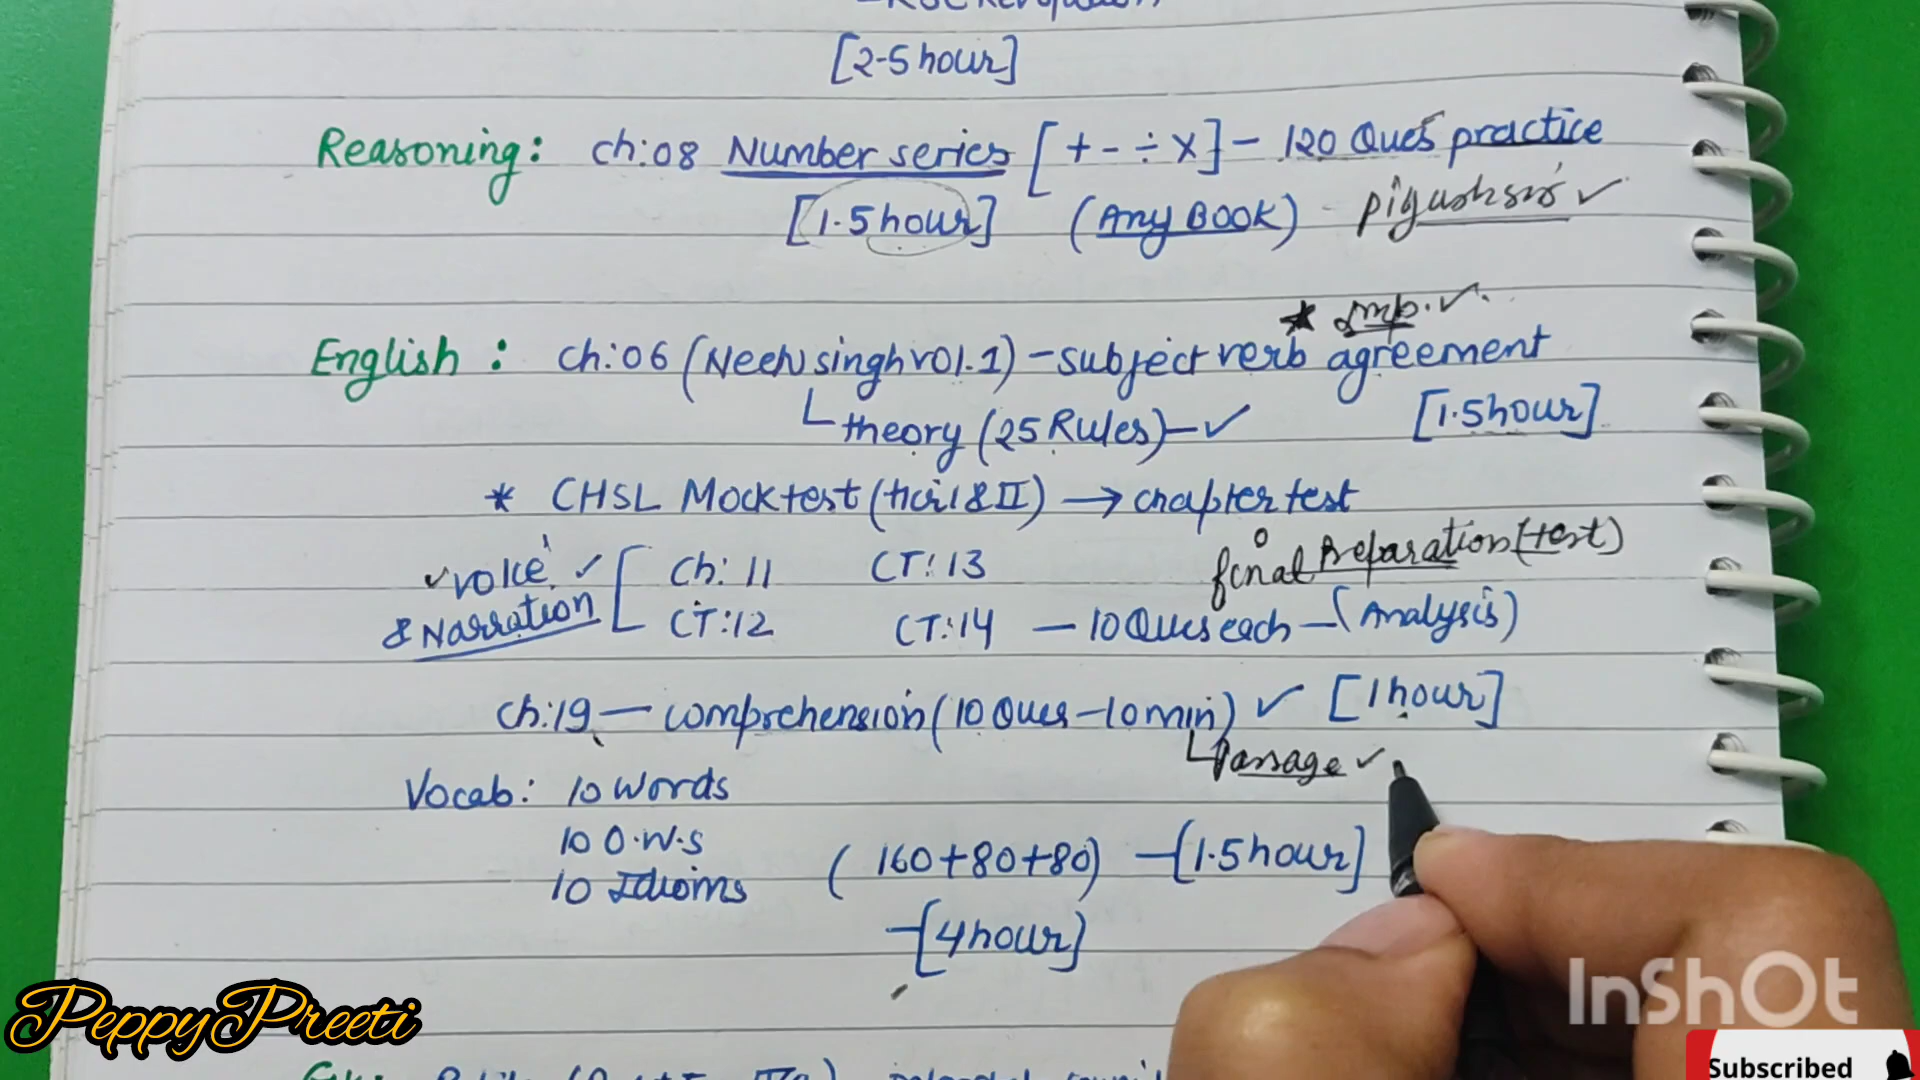 [2-5 hour]
Reasoning: ch:08 Number series [+ - ÷ ×] - 120 Ques practice
[1.5 hour] (Any BOOK) - piyushsir ✓
* Imp. ✓
English: ch:06 (Neetu singh vol.1) - subject verb agreement
theory (25 Rules) - ✓ [1.5 hour]
* CHSL Mock test (tier I & II) → chapter test
final Preparation (test)
✓ voice ✓ [ Ch: 11 CT: 13
& Narration CT: 12 CT: 14 - 10 Ques each - (Analysis)
ch:19 - comprehension (10 Ques - 10 min) ✓ [1 hour]
Passage ✓
Vocab: 10 words
10 O.W.S
10 Idioms (160+80+80) - [1.5 hour]
- [4 hour]
PeppyPreeti
InShOt
Subscribed